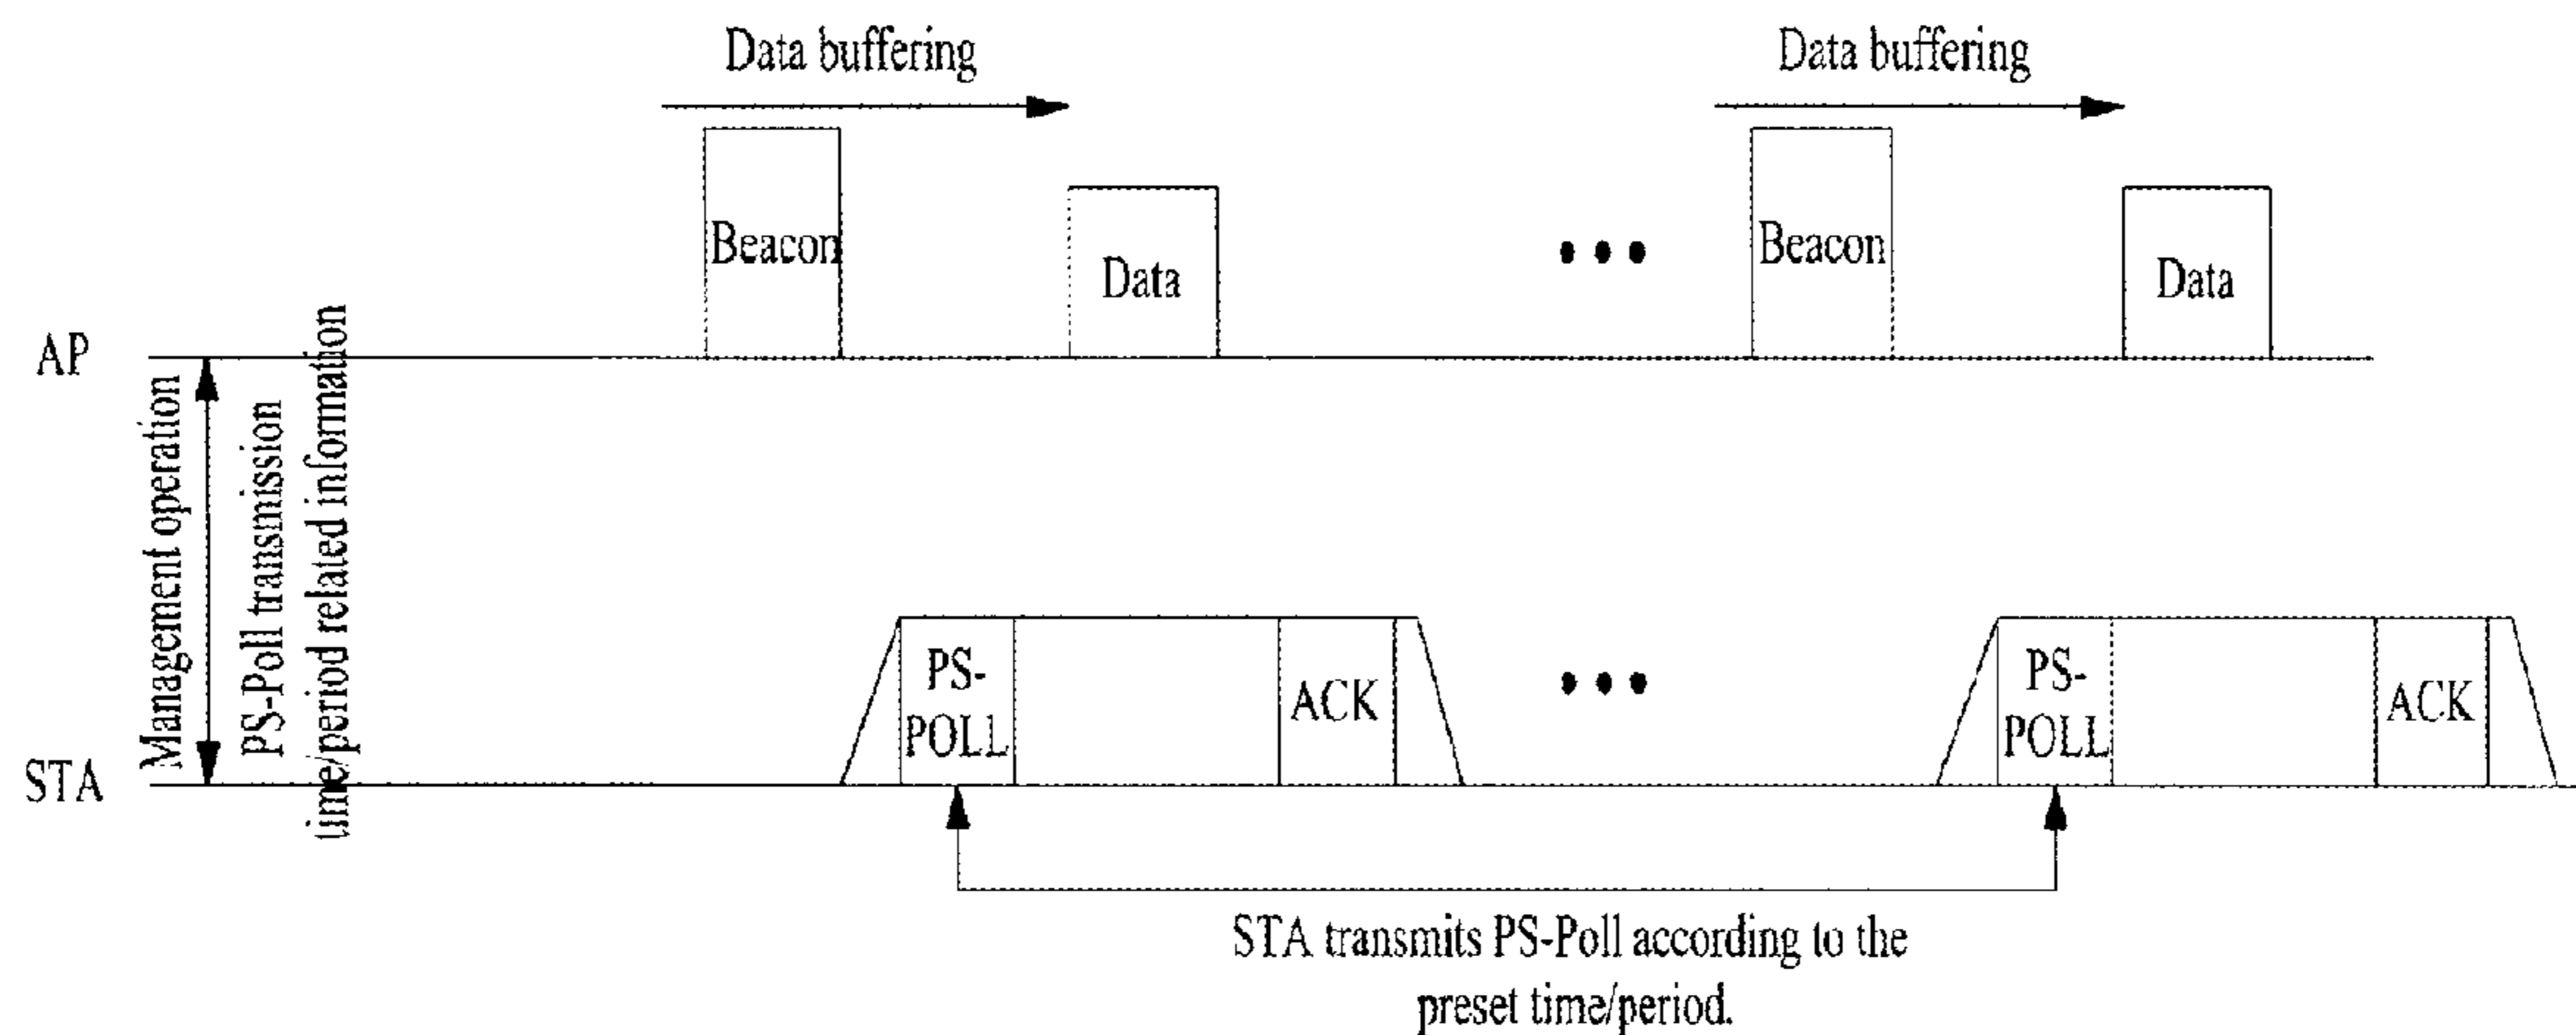 Data buffering
Data buffering
Beacon
Data
Beacon
Data
AP
Management operation
PS-Poll transmission
time/period related information
PS-
POLL
ACK
PS-
POLL
ACK
STA
STA transmits PS-Poll according to the
preset time/period.